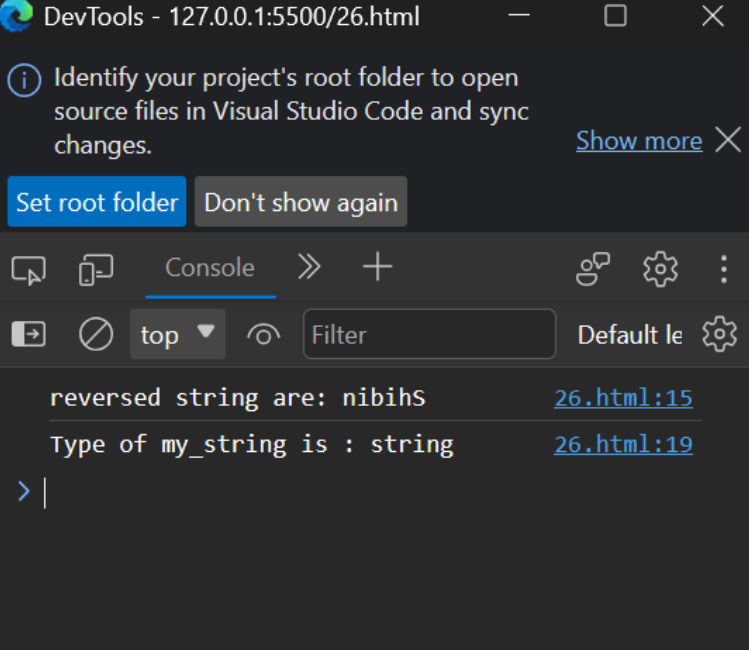 DevTools - 127.0.0.1:5500/26.html
Identify your project's root folder to open
source files in Visual Studio Code and sync
changes.
Show more
Set root folder Don't show again
Console
top Filter Default le
reversed string are: nibihS 26.html:15
Type of my_string is : string 26.html:19
>